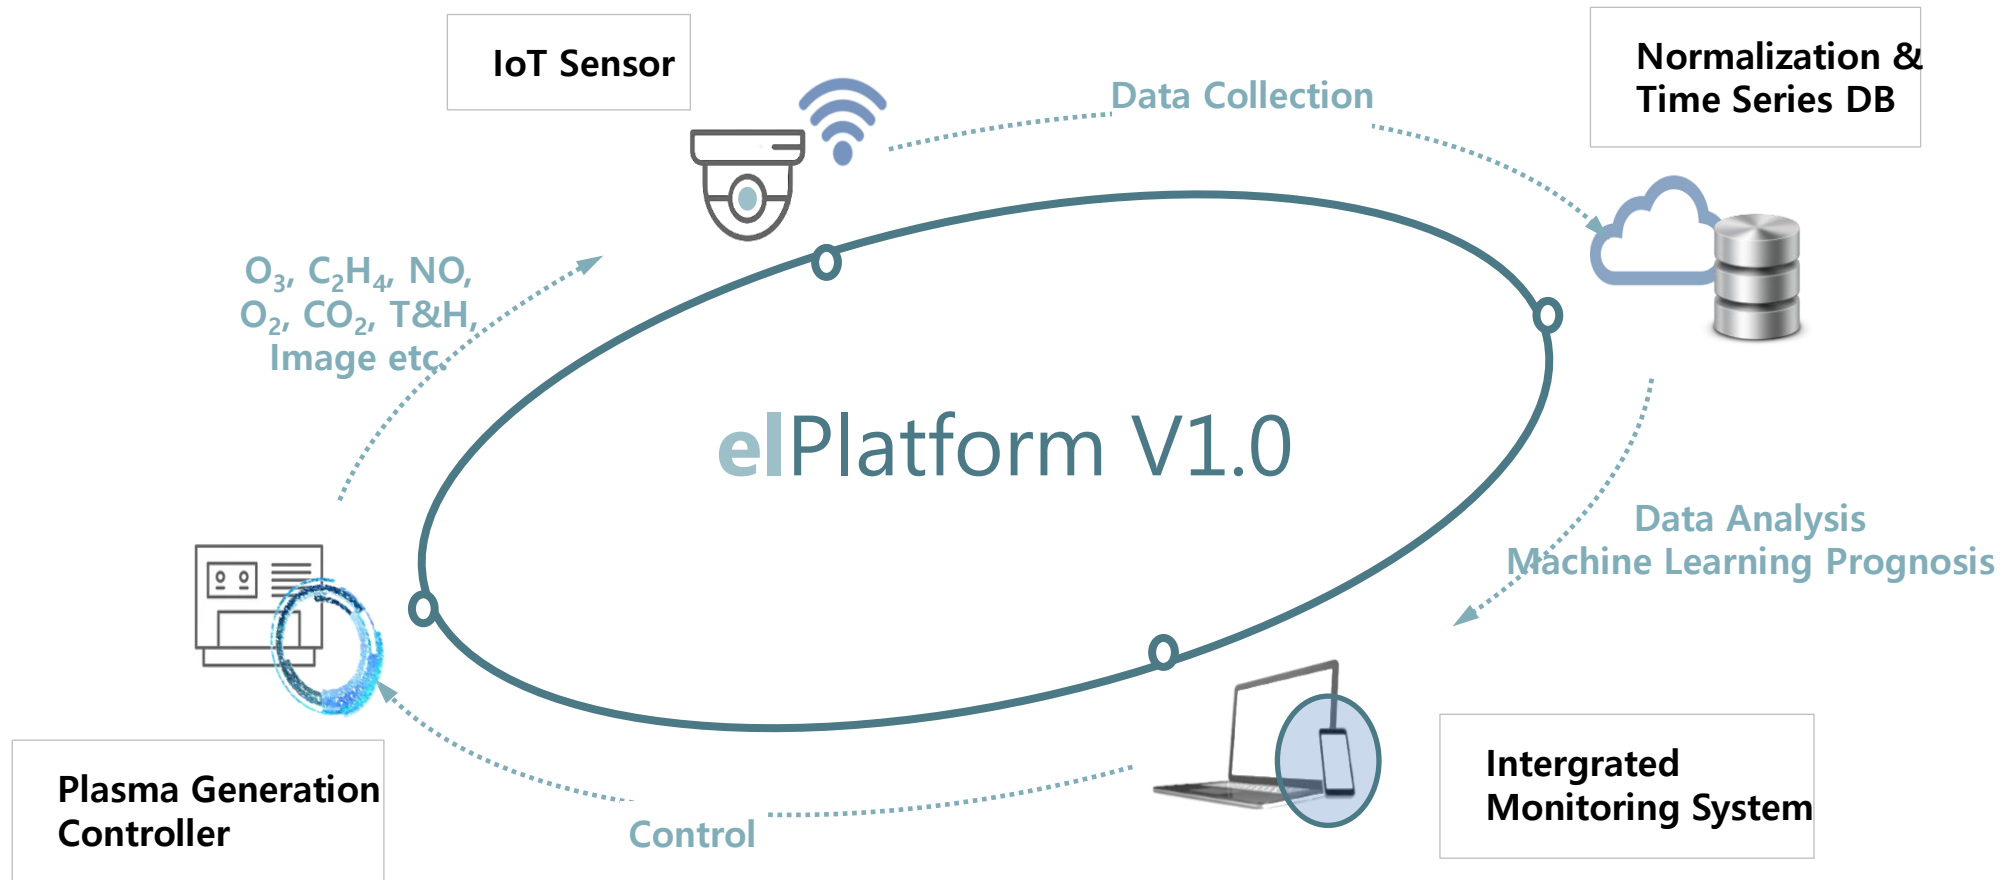 IoT Sensor
Normalization &
Time Series DB
Data Collection
O₃, C₂H₄, NO,
O₂, CO₂, T&H,
Image etc.
elPlatform V1.0
Data Analysis
Machine Learning Prognosis
Intergrated
Monitoring System
Plasma Generation
Controller
Control